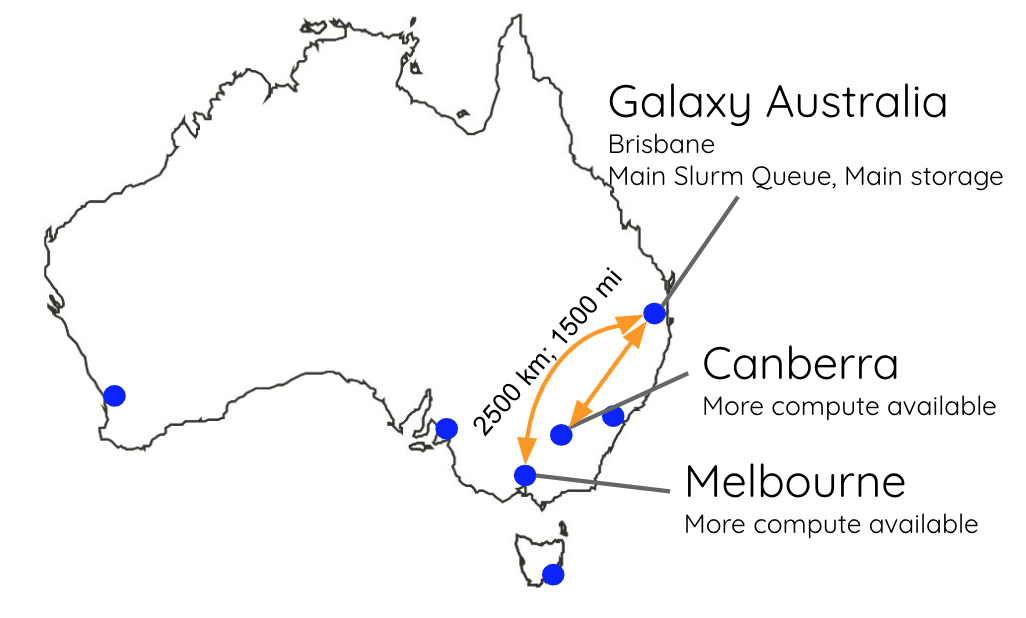 Galaxy Australia
Brisbane
Main Slurm Queue, Main storage
2500 km; 1500 mi
Canberra
More compute available
Melbourne
More compute available